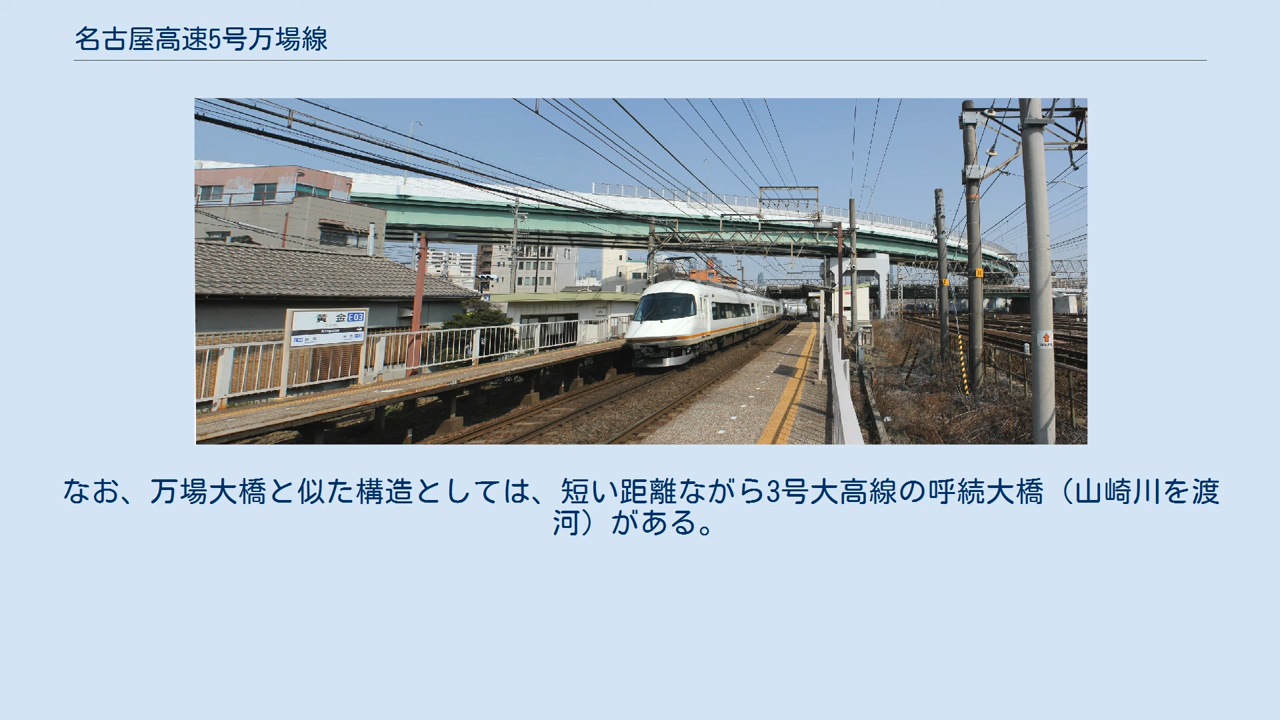 名古屋高速5号万場線
黄金 E03
なお、万場大橋と似た構造としては、短い距離ながら3号大高線の呼続大橋（山崎川を渡
河）がある。